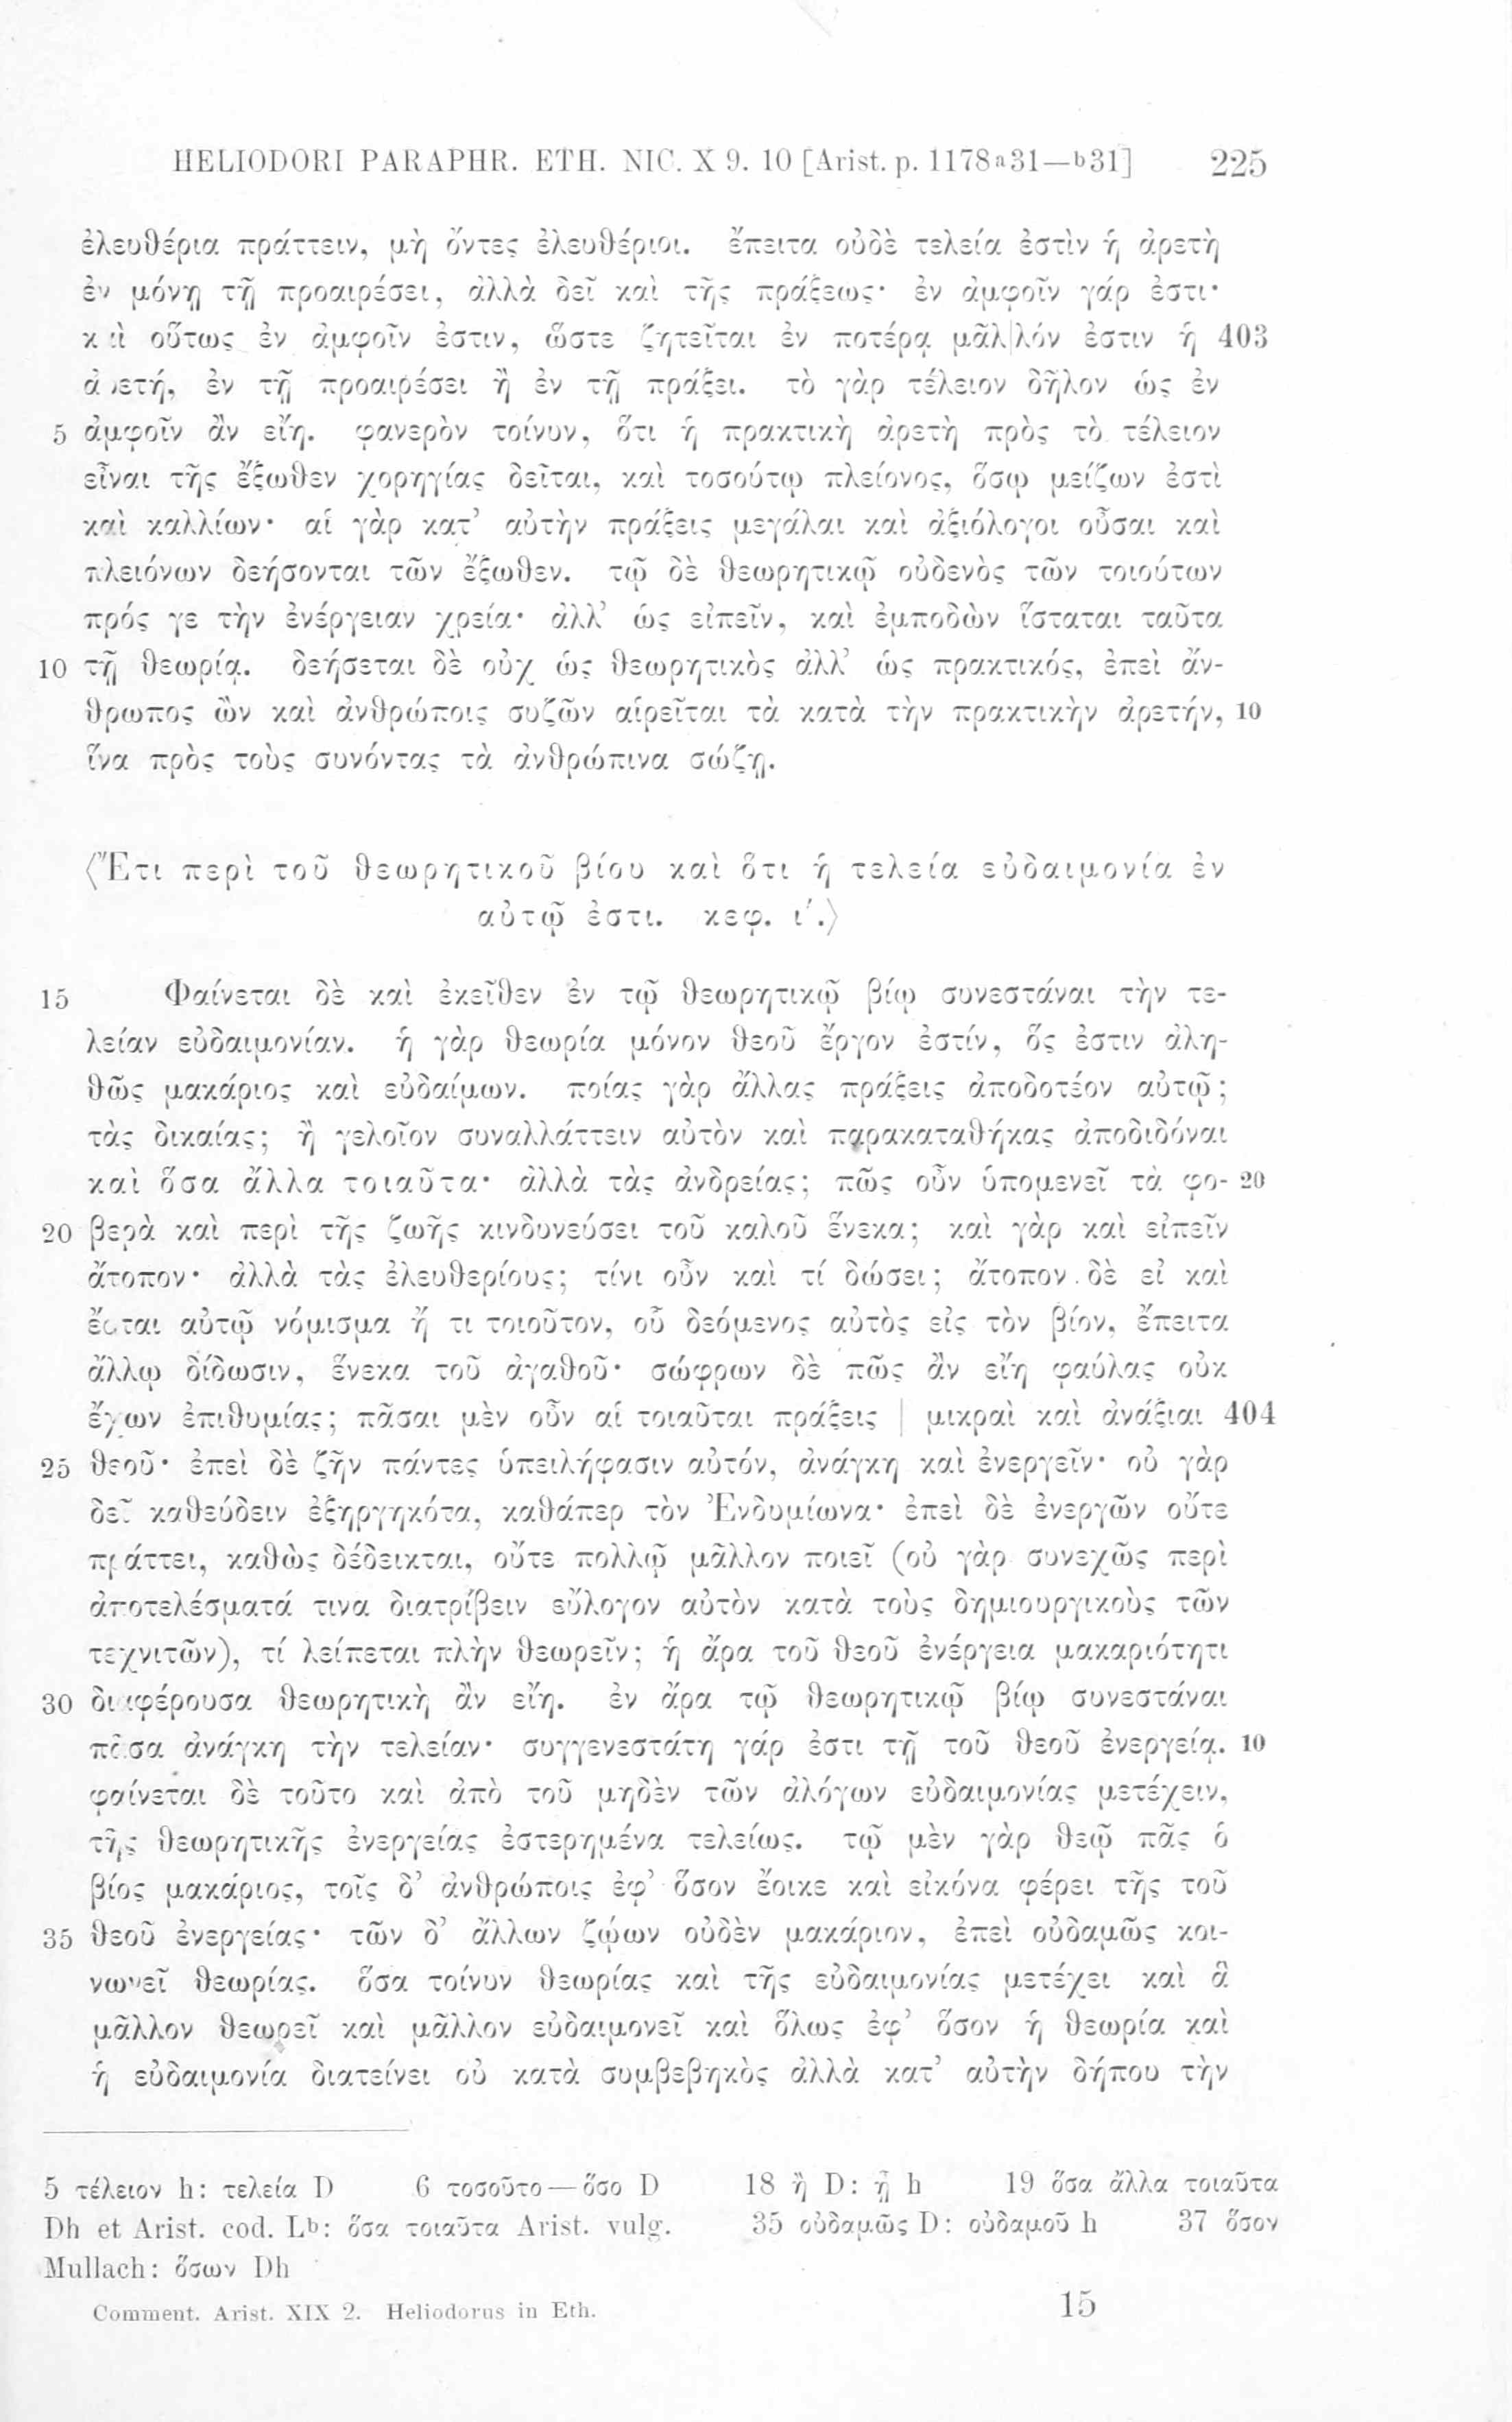 HELIODORI PARAPHR. ETH. NIC. X 9. 10 [Arist. p. 1178a31—b31] 225
ἐλευθέρια πράττειν, μὴ ὄντες ἐλευθέριοι. ἔπειτα οὐδὲ τελεία ἐστὶν ἡ ἀρετὴ
ἐν μόνῃ τῇ προαιρέσει, ἀλλὰ δεῖ καὶ τῆς πράξεως· ἐν ἀμφοῖν γάρ ἐστι·
καὶ οὕτως ἐν ἀμφοῖν ἐστιν, ὥστε ζητεῖται ἐν ποτέρᾳ μᾶλ|λόν ἐστιν ἡ 403
ἀρετή, ἐν τῇ προαιρέσει ἢ ἐν τῇ πράξει. τὸ γὰρ τέλειον δῆλον ὡς ἐν
5 ἀμφοῖν ἂν εἴη. φανερὸν τοίνυν, ὅτι ἡ πρακτικὴ ἀρετὴ πρὸς τὸ τέλειον
εἶναι τῆς ἔξωθεν χορηγίας δεῖται, καὶ τοσούτῳ πλείονος, ὅσῳ μείζων ἐστὶ
καὶ καλλίων· αἱ γὰρ κατ’ αὐτὴν πράξεις μεγάλαι καὶ ἀξιόλογοι οὖσαι καὶ
πλειόνων δεήσονται τῶν ἔξωθεν. τῷ δὲ θεωρητικῷ οὐδενὸς τῶν τοιούτων
πρός γε τὴν ἐνέργειαν χρεία· ἀλλ’ ὡς εἰπεῖν, καὶ ἐμποδὼν ἵσταται ταῦτα
10 τῇ θεωρίᾳ. δεήσεται δὲ οὐχ ὡς θεωρητικὸς ἀλλ’ ὡς πρακτικός, ἐπεὶ ἄν-
θρωπος ὢν καὶ ἀνθρώποις συζῶν αἱρεῖται τὰ κατὰ τὴν πρακτικὴν ἀρετήν, 10
ἵνα πρὸς τοὺς συνόντας τὰ ἀνθρώπινα σώζῃ.
〈Ἔτι περὶ τοῦ θεωρητικοῦ βίου καὶ ὅτι ἡ τελεία εὐδαιμονία ἐν
αὐτῷ ἐστι. κεφ. ι΄.〉
15 Φαίνεται δὲ καὶ ἐκεῖθεν ἐν τῷ θεωρητικῷ βίῳ συνεστάναι τὴν τε-
λείαν εὐδαιμονίαν. ἡ γὰρ θεωρία μόνον θεοῦ ἔργον ἐστίν, ὅς ἐστιν ἀλη-
θῶς μακάριος καὶ εὐδαίμων. ποίας γὰρ ἄλλας πράξεις ἀποδοτέον αὐτῷ;
τὰς δικαίας; ἢ γελοῖον συναλλάττειν αὐτὸν καὶ παρακαταθήκας ἀποδιδόναι
καὶ ὅσα ἄλλα τοιαῦτα· ἀλλὰ τὰς ἀνδρείας; πῶς οὖν ὑπομενεῖ τὰ φο- 20
20 βερὰ καὶ περὶ τῆς ζωῆς κινδυνεύσει τοῦ καλοῦ ἕνεκα; καὶ γὰρ καὶ εἰπεῖν
ἄτοπον· ἀλλὰ τὰς ἐλευθερίους; τίνι οὖν καὶ τί δώσει; ἄτοπον δὲ εἰ καὶ
ἔσται αὐτῷ νόμισμα ἤ τι τοιοῦτον, οὗ δεόμενος αὐτὸς εἰς τὸν βίον, ἔπειτα
ἄλλῳ δίδωσιν, ἕνεκα τοῦ ἀγαθοῦ· σώφρων δὲ πῶς ἂν εἴη φαύλας οὐκ
ἔχων ἐπιθυμίας; πᾶσαι μὲν οὖν αἱ τοιαῦται πράξεις | μικραὶ καὶ ἀνάξιαι 404
25 θεοῦ· ἐπεὶ δὲ ζῆν πάντες ὑπειλήφασιν αὐτόν, ἀνάγκη καὶ ἐνεργεῖν· οὐ γὰρ
δεῖ καθεύδειν ἐξηργηκότα, καθάπερ τὸν Ἐνδυμίωνα· ἐπεὶ δὲ ἐνεργῶν οὔτε
πράττει, καθὼς δέδεικται, οὔτε πολλῷ μᾶλλον ποιεῖ (οὐ γὰρ συνεχῶς περὶ
ἀποτελέσματά τινα διατρίβειν εὔλογον αὐτὸν κατὰ τοὺς δημιουργικοὺς τῶν
τεχνιτῶν), τί λείπεται πλὴν θεωρεῖν; ἡ ἄρα τοῦ θεοῦ ἐνέργεια μακαριότητι
30 διαφέρουσα θεωρητικὴ ἂν εἴη. ἐν ἄρα τῷ θεωρητικῷ βίῳ συνεστάναι
πᾶσα ἀνάγκη τὴν τελείαν· συγγενεστάτη γάρ ἐστι τῇ τοῦ θεοῦ ἐνεργείᾳ. 10
φαίνεται δὲ τοῦτο καὶ ἀπὸ τοῦ μηδὲν τῶν ἀλόγων εὐδαιμονίας μετέχειν,
τῆς θεωρητικῆς ἐνεργείας ἐστερημένα τελείως. τῷ μὲν γὰρ θεῷ πᾶς ὁ
βίος μακάριος, τοῖς δ’ ἀνθρώποις ἐφ’ ὅσον ἔοικε καὶ εἰκόνα φέρει τῆς τοῦ
35 θεοῦ ἐνεργείας· τῶν δ’ ἄλλων ζῴων οὐδὲν μακάριον, ἐπεὶ οὐδαμῶς κοι-
νωνεῖ θεωρίας. ὅσα τοίνυν θεωρίας καὶ τῆς εὐδαιμονίας μετέχει καὶ ἃ
μᾶλλον θεωρεῖ καὶ μᾶλλον εὐδαιμονεῖ καὶ ὅλως ἐφ’ ὅσον ἡ θεωρία καὶ
ἡ εὐδαιμονία διατείνει οὐ κατὰ συμβεβηκὸς ἀλλὰ κατ’ αὐτὴν δήπου τὴν
5 τέλειον h: τελεία D 6 τοσοῦτο—ὅσο D 18 ἢ D: ᾗ h 19 ὅσα ἄλλα τοιαῦτα
Dh et Arist. cod. Lb: ὅσα τοιαῦτα Arist. vulg. 35 οὐδαμῶς D: οὐδαμοῦ h 37 ὅσον
Mullach: ὅσων Dh
Comment. Arist. XIX 2. Heliodorus in Eth. 15